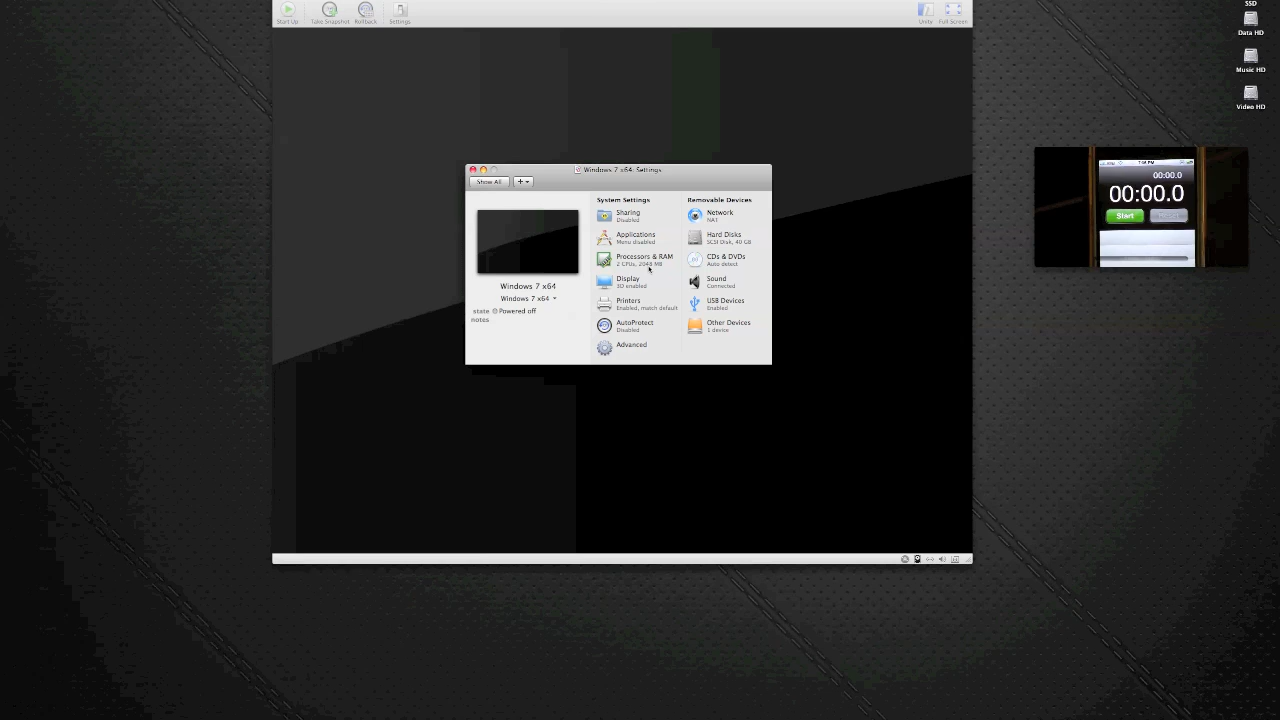 Start Up
Take Snapshot
Rollback
Settings
Unity
Full Screen
SSD
Data HD
Music HD
Video HD
Windows 7 x64: Settings
Show All
Windows 7 x64
Windows 7 x64
state Powered off
notes
System Settings
Sharing
Disabled
Applications
Menu disabled
Processors & RAM
2 CPUs, 2048 MB
Display
3D enabled
Printers
Enabled, match default
AutoProtect
Disabled
Advanced
Removable Devices
Network
NAT
Hard Disks
SCSI Disk, 40 GB
CDs & DVDs
Auto detect
Sound
Connected
USB Devices
Enabled
Other Devices
1 device
00:00.0
00:00.0
Start